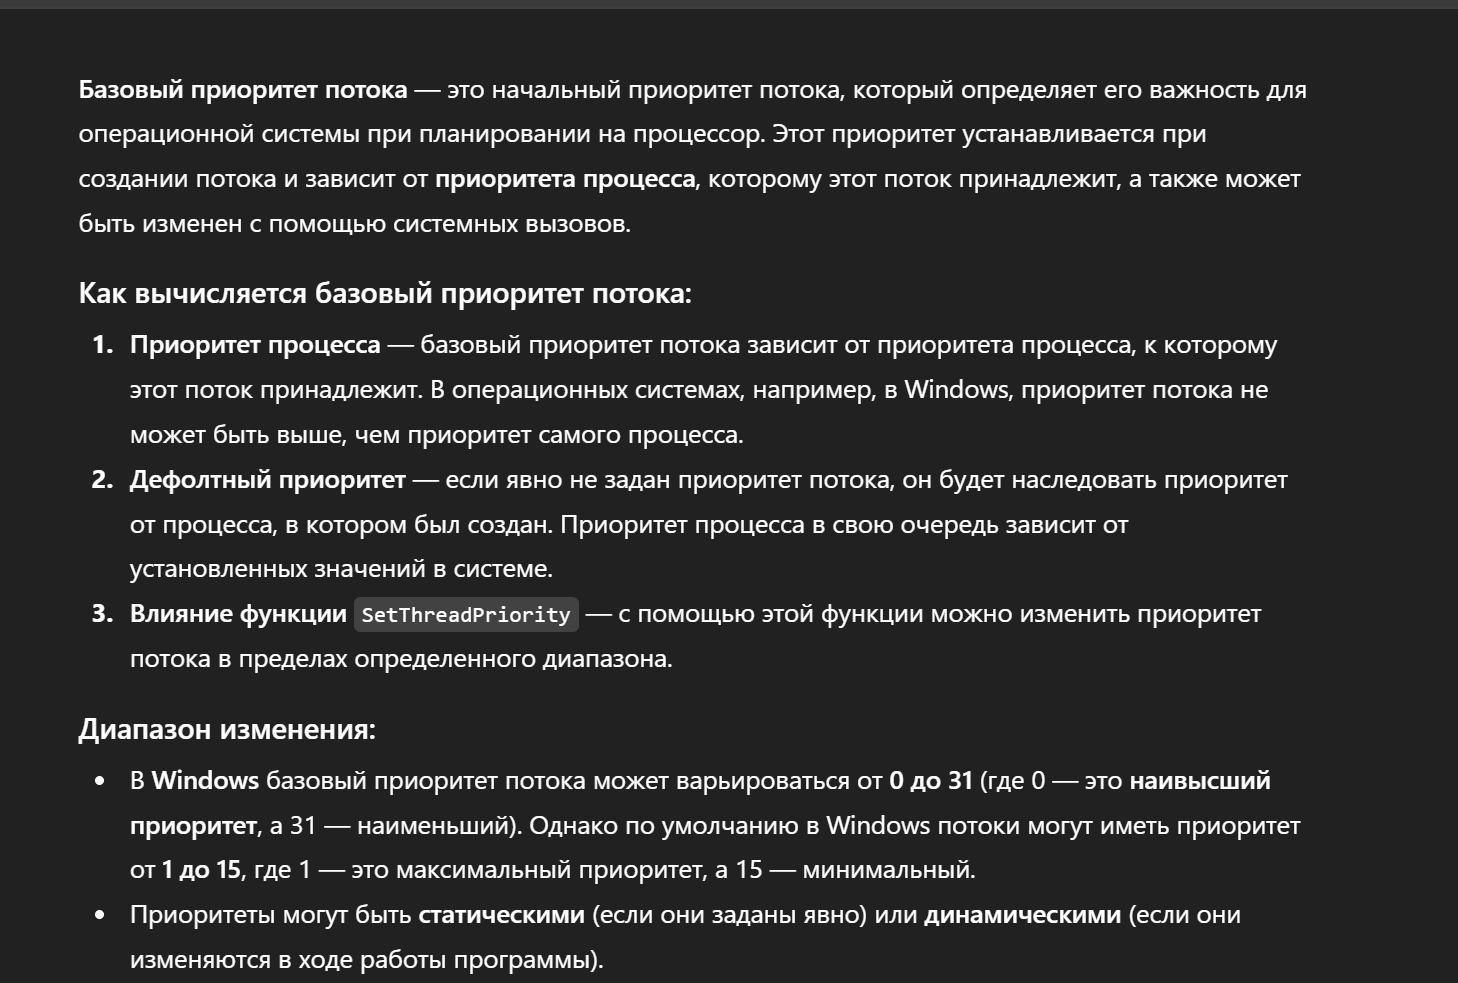 Базовый приоритет потока — это начальный приоритет потока, который определяет его важность для
операционной системы при планировании на процессор. Этот приоритет устанавливается при
создании потока и зависит от приоритета процесса, которому этот поток принадлежит, а также может
быть изменен с помощью системных вызовов.
Как вычисляется базовый приоритет потока:
1. Приоритет процесса — базовый приоритет потока зависит от приоритета процесса, к которому
этот поток принадлежит. В операционных системах, например, в Windows, приоритет потока не
может быть выше, чем приоритет самого процесса.
2. Дефолтный приоритет — если явно не задан приоритет потока, он будет наследовать приоритет
от процесса, в котором был создан. Приоритет процесса в свою очередь зависит от
установленных значений в системе.
3. Влияние функции SetThreadPriority — с помощью этой функции можно изменить приоритет
потока в пределах определенного диапазона.
Диапазон изменения:
• В Windows базовый приоритет потока может варьироваться от 0 до 31 (где 0 — это наивысший
приоритет, а 31 — наименьший). Однако по умолчанию в Windows потоки могут иметь приоритет
от 1 до 15, где 1 — это максимальный приоритет, а 15 — минимальный.
• Приоритеты могут быть статическими (если они заданы явно) или динамическими (если они
изменяются в ходе работы программы).